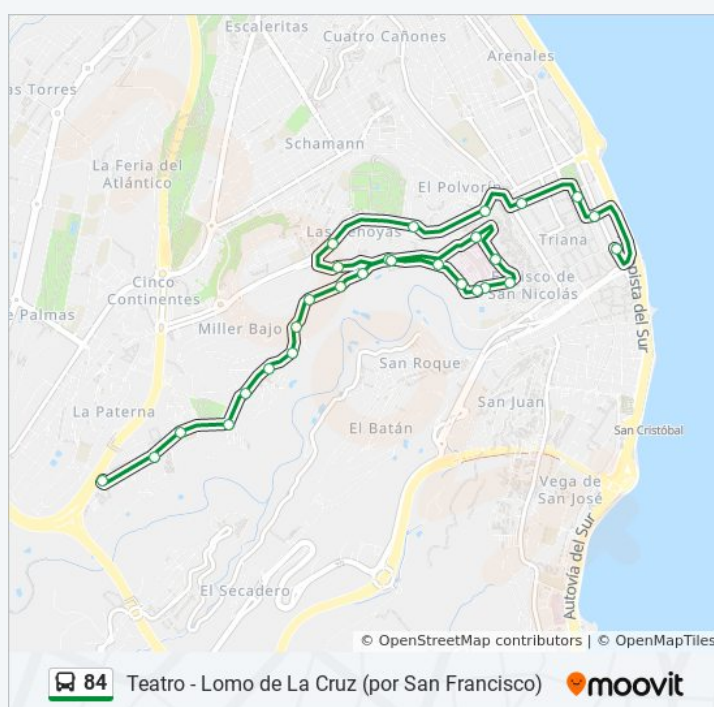 Escaleritas
Cuatro Cañones
Arenales
as Torres
Schamann
La Feria del
Atlántico
El Polvorín
Las Rehoyas
Triana
Cinco
Continentes
Risco de
San Nicolás
e Palmas
Miller Bajo
pista del Sur
San Roque
La Paterna
San Juan
El Batán
San Cristóbal
Vega de
San José
El Secadero
Autovía del Sur
© OpenStreetMap contributors | © OpenMapTiles
84 Teatro - Lomo de La Cruz (por San Francisco) moovit